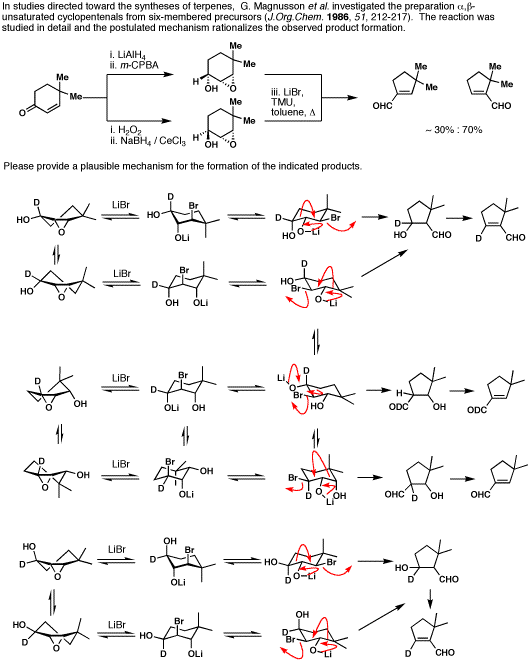 In studies directed toward the syntheses of terpenes, G. Magnusson et al. investigated the preparation α,β-
unsaturated cyclopentenals from six-membered precursors (J.Org.Chem. 1986, 51, 212-217). The reaction was
studied in detail and the postulated mechanism rationalizes the observed product formation.
i. LiAlH4
ii. m-CPBA
Me
Me
OH
H
O
Me
Me
O
iii. LiBr,
TMU,
toluene, Δ
Me
Me
OHC
Me
Me
CHO
i. H2O2
ii. NaBH4 / CeCl3
Me
Me
H
OH
O
~ 30% : 70%
Please provide a plausible mechanism for the formation of the indicated products.
D
HO
O
LiBr
D
Br
OLi
D
HO
O
Li
Br
D
HO
CHO
D
CHO
D
HO
O
LiBr
D
Br
OH
OLi
D
HO
Br
O
Li
D
O
OH
LiBr
D
Br
OLi
OH
Li
O
D
Br
HO
H
ODC
OH
ODC
D
O
OH
LiBr
Br
D
OH
OLi
Br
D
O
OH
Li
OHC
D
OH
OHC
HO
D
O
LiBr
OH
D
Br
OLi
HO
D
O
Li
Br
HO
D
CHO
HO
D
O
LiBr
HO
Br
D
OLi
OH
D
Br
O
Li
D
CHO